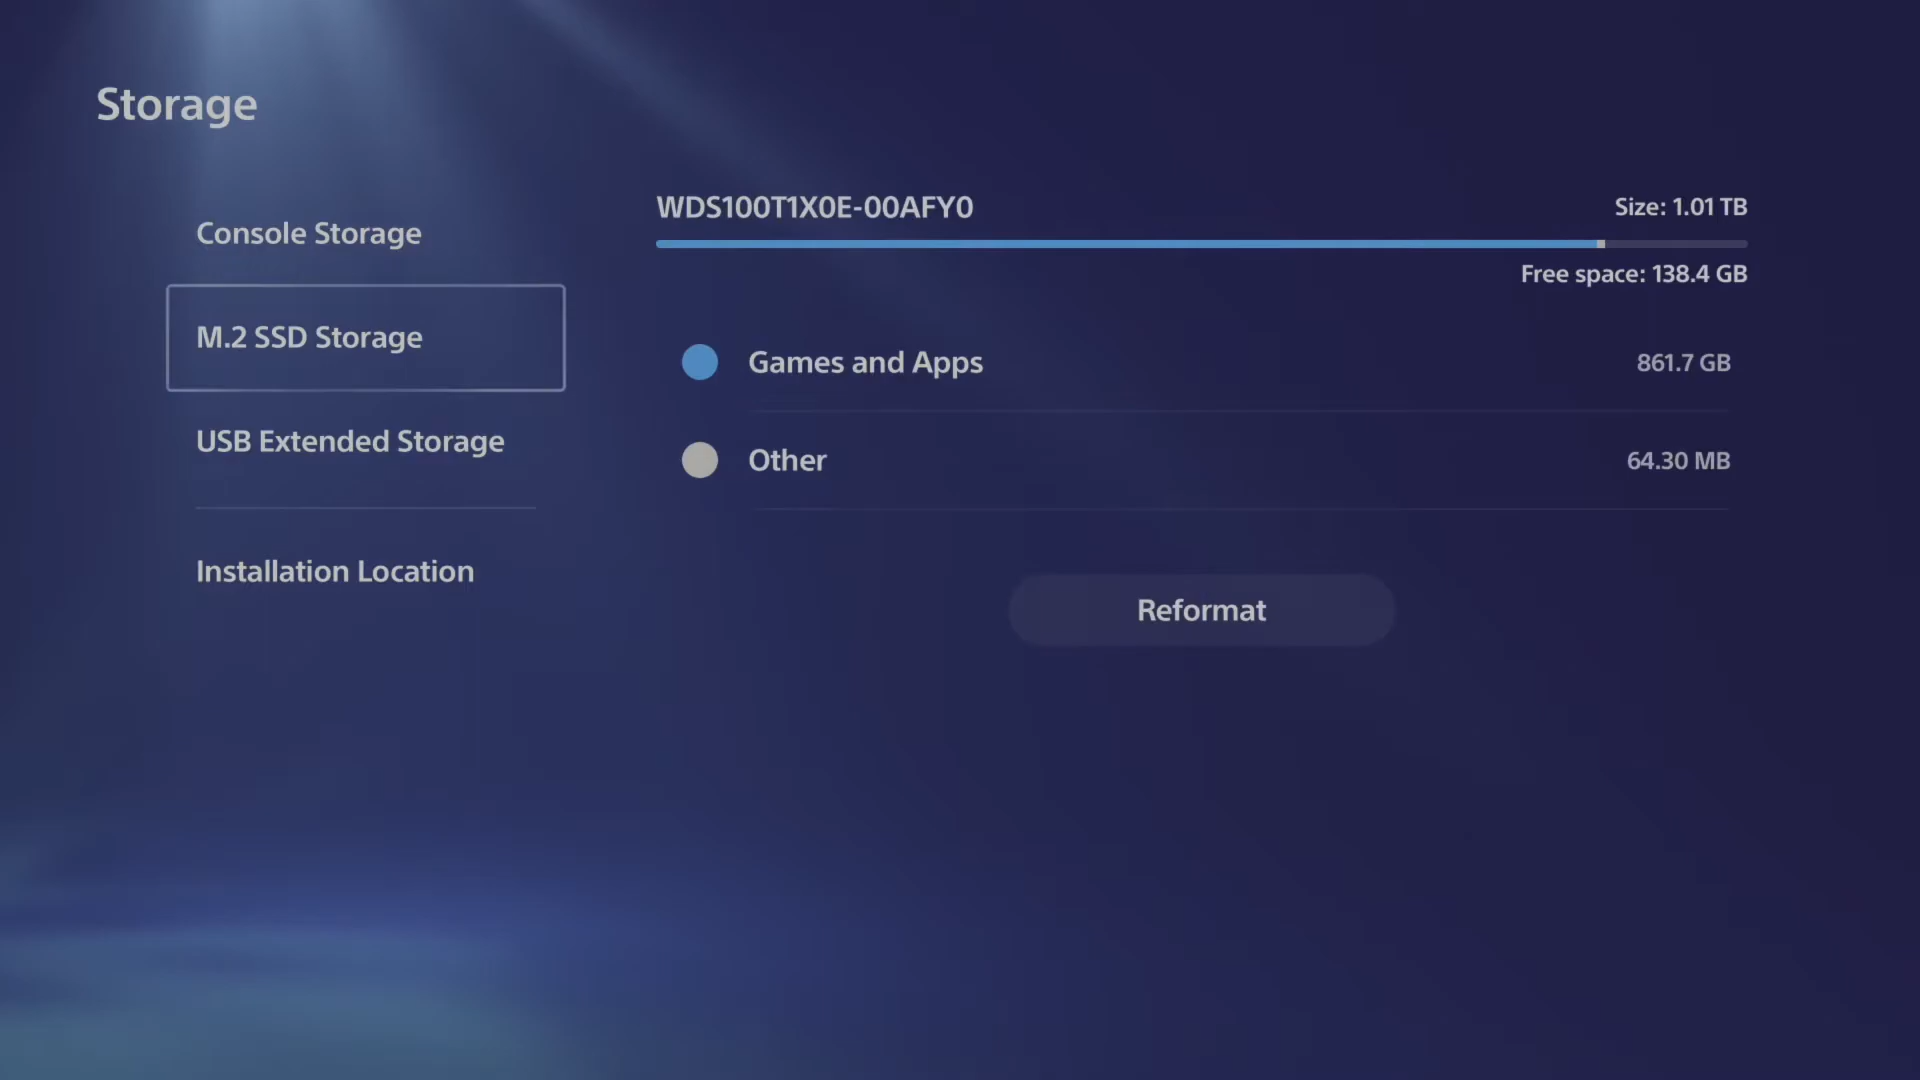 Storage
Console Storage
M.2 SSD Storage
USB Extended Storage
Installation Location
WDS100T1X0E-00AFY0
Size: 1.01 TB
Free space: 138.4 GB
Games and Apps
861.7 GB
Other
64.30 MB
Reformat